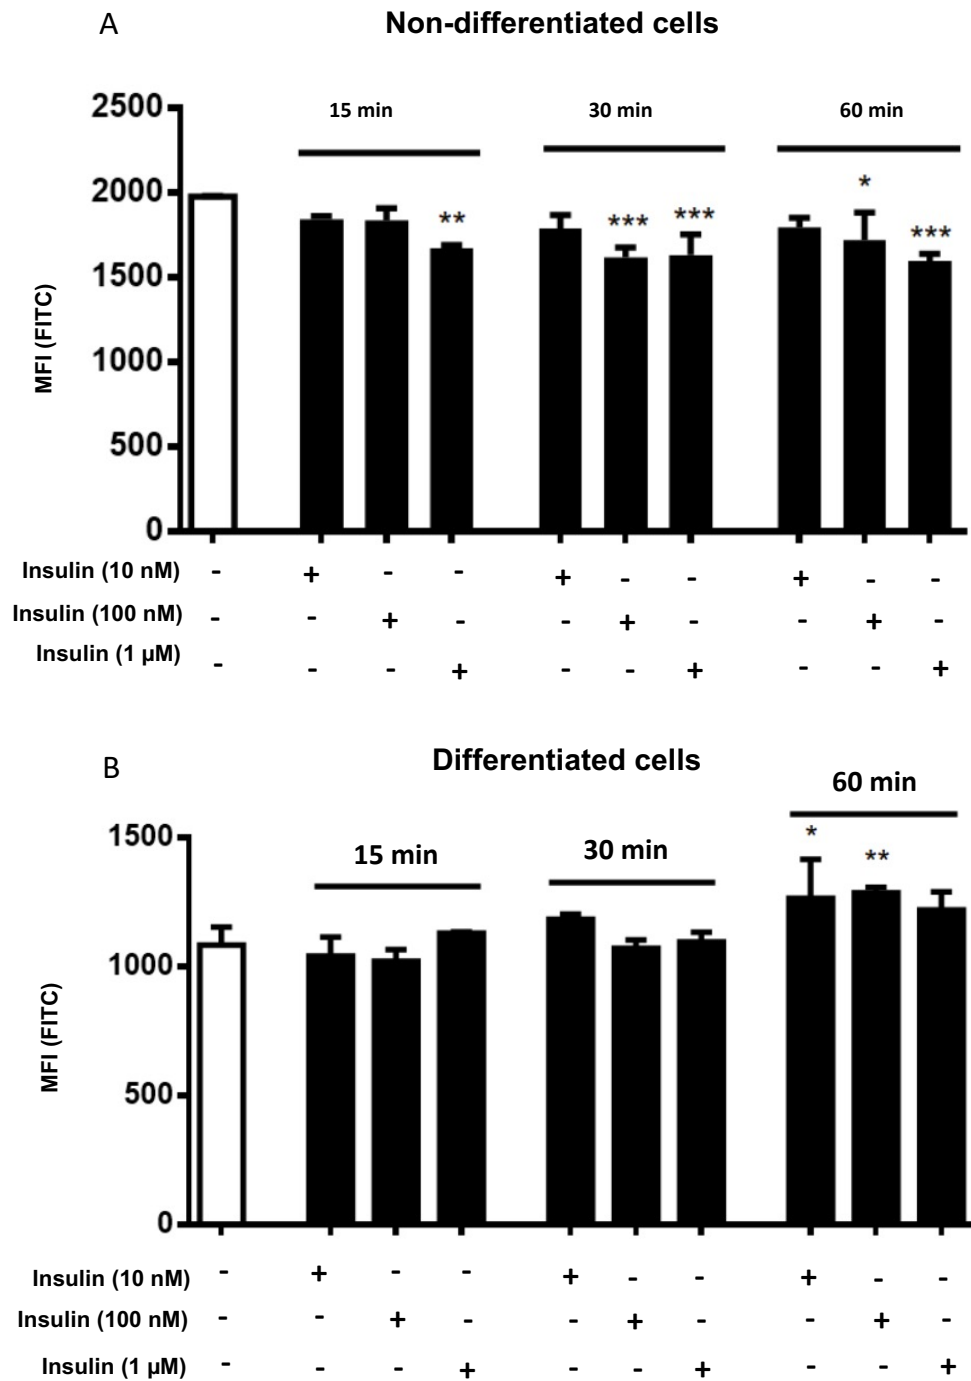 A
Non-differentiated cells
15 min
30 min
60 min
2500
2000
1500
1000
500
0
MFI (FITC)
** *** *** * ***
Insulin (10 nM) - + - - + - - + - -
Insulin (100 nM) - - + - - + - - + -
Insulin (1 µM) - - - + - - + - - +
B
Differentiated cells
15 min
30 min
60 min
* **
1500
1000
500
0
MFI (FITC)
Insulin (10 nM) - + - - + - - + - -
Insulin (100 nM) - - + - - + - - + -
Insulin (1 µM) - - - + - - + - - +